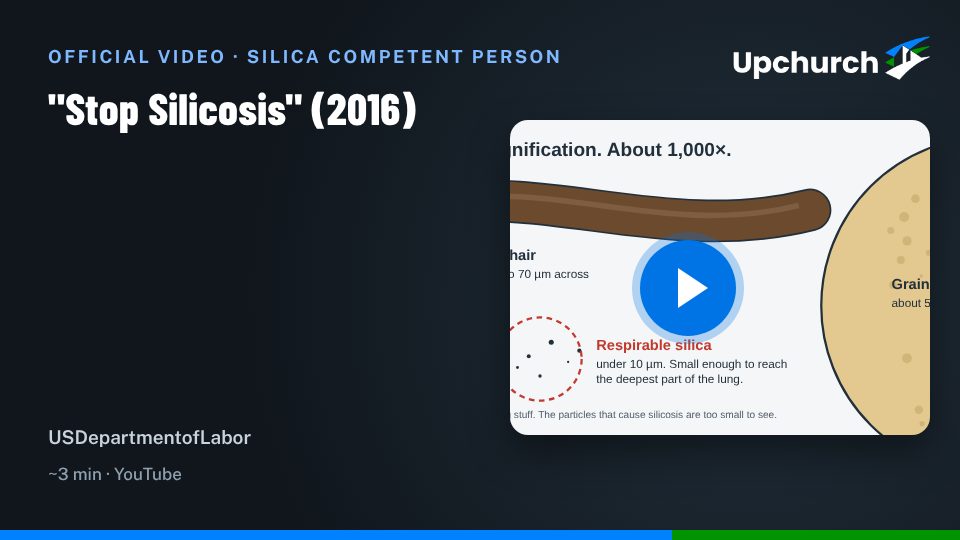 OFFICIAL VIDEO · SILICA COMPETENT PERSON
Upchurch
"Stop Silicosis" (2016)
gnification. About 1,000×.
hair
o 70 µm across
Grain
about 5
Respirable silica
under 10 µm. Small enough to reach
the deepest part of the lung.
stuff. The particles that cause silicosis are too small to see.
USDepartmentofLabor
~3 min · YouTube